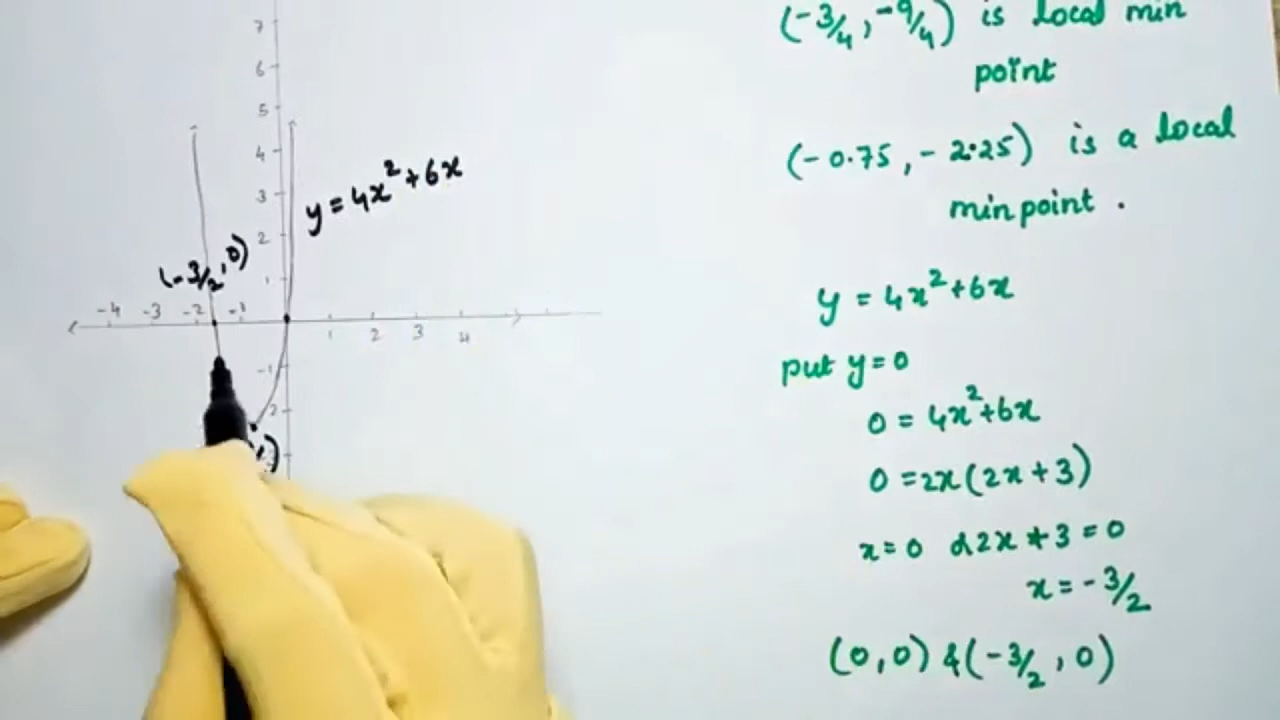 7
6
5
4
3
2
1
-4 -3 -2 -1
1 2 3 4
-1
2
y = 4x²+6x
(-3/2, 0)
(-3/4, -9/4) is local min
point
(-0.75, -2.25) is a local
min point .
y = 4x²+6x
put y=0
0 = 4x²+6x
0 =2x(2x+3)
x=0 & 2x+3=0
x=-3/2
(0,0) & (-3/2, 0)